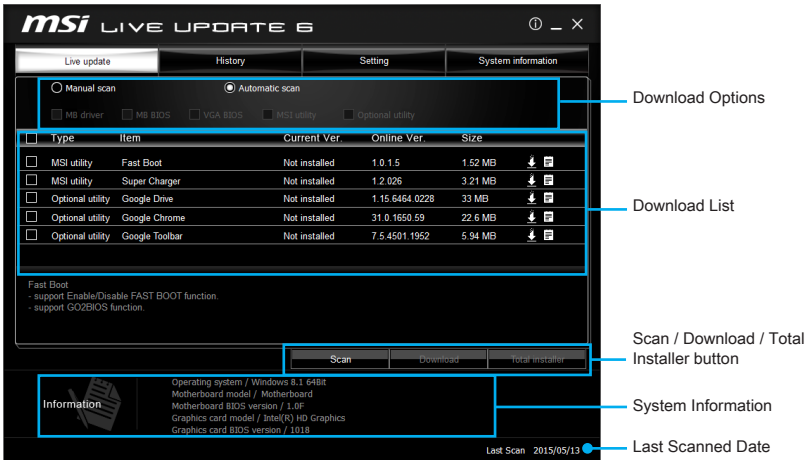 msi LIVE UPDATE 6
Live update History Setting System information
Manual scan Automatic scan
MB driver MB BIOS VGA BIOS MSI utility Optional utility
Download Options
Type Item Current Ver. Online Ver. Size
MSI utility Fast Boot Not installed 1.0.1.5 1.52 MB
MSI utility Super Charger Not installed 1.2.026 3.21 MB
Optional utility Google Drive Not installed 1.15.6464.0228 33 MB
Download List
Optional utility Google Chrome Not installed 31.0.1650.59 22.6 MB
Optional utility Google Toolbar Not installed 7.5.4501.1952 5.94 MB
Fast Boot
- support Enable/Disable FAST BOOT function.
- support GO2BIOS function.
Scan Download Total Installer
Scan / Download / Total
Installer button
Information
Operating system / Windows 8.1 64Bit
Motherboard model / Motherboard
Motherboard BIOS version / 1.0F
Graphics card model / Intel(R) HD Graphics
Graphics card BIOS version / 1018
System Information
Last Scan 2015/05/13
Last Scanned Date